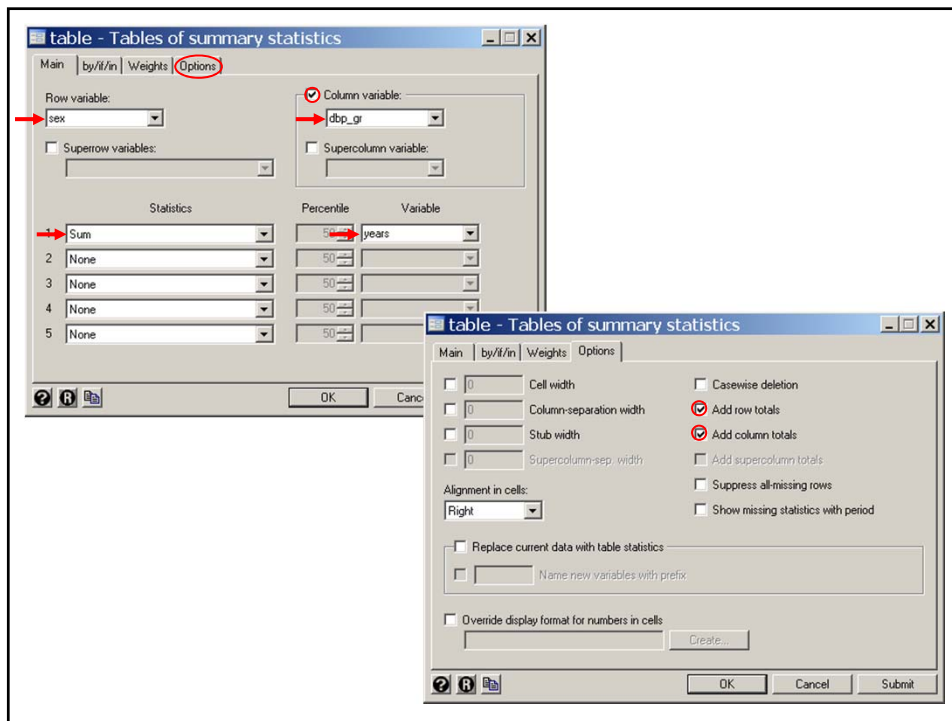 table - Tables of summary statistics
Main by/if/in Weights Options
Row variable:
sex
Column variable:
dbp_gr
Superrow variables:
Supercolumn variable:
Statistics Percentile Variable
1 Sum 50 years
2 None 50
3 None 50
4 None 50
5 None 50
OK Canc
table - Tables of summary statistics
Main by/if/in Weights Options
0 Cell width
Casewise deletion
0 Column-separation width
Add row totals
0 Stub width
Add column totals
0 Supercolumn-sep. width
Add supercolumn totals
Suppress all-missing rows
Alignment in cells:
Right
Show missing statistics with period
Replace current data with table statistics
Name new variables with prefix
Override display format for numbers in cells
Create...
OK Cancel Submit